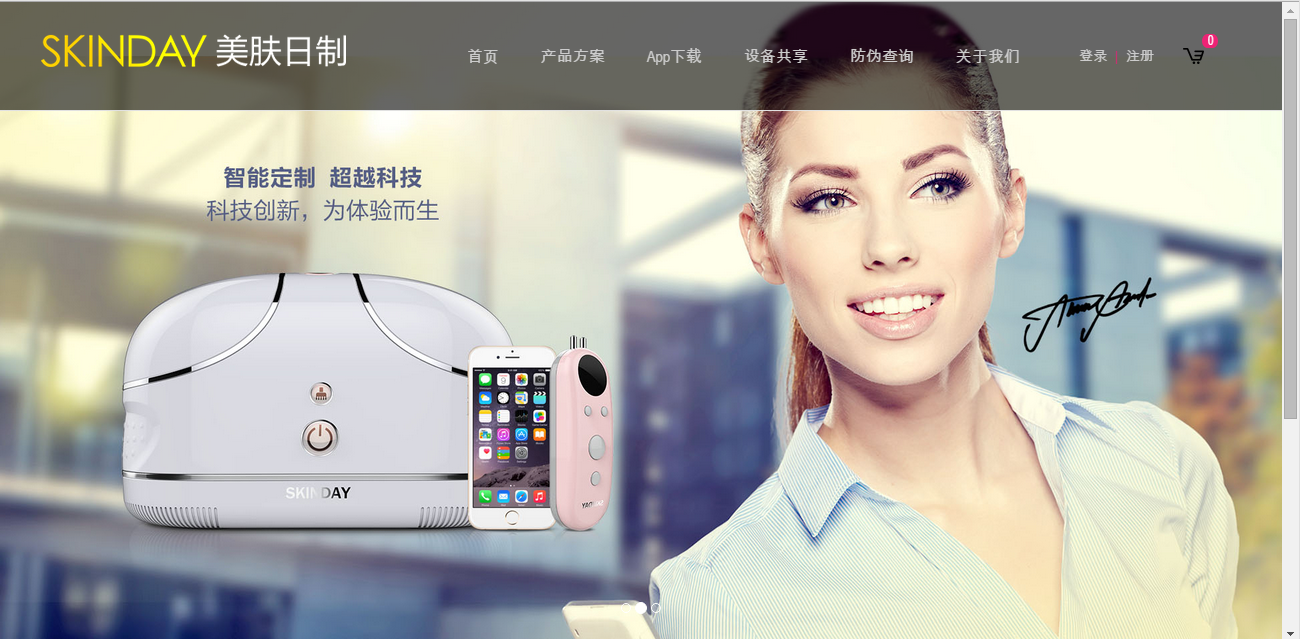 SKINDAY 美肤日制
首页 产品方案 App下载 设备共享 防伪查询 关于我们 登录 | 注册 0
智能定制 超越科技
科技创新，为体验而生
SKINDAY